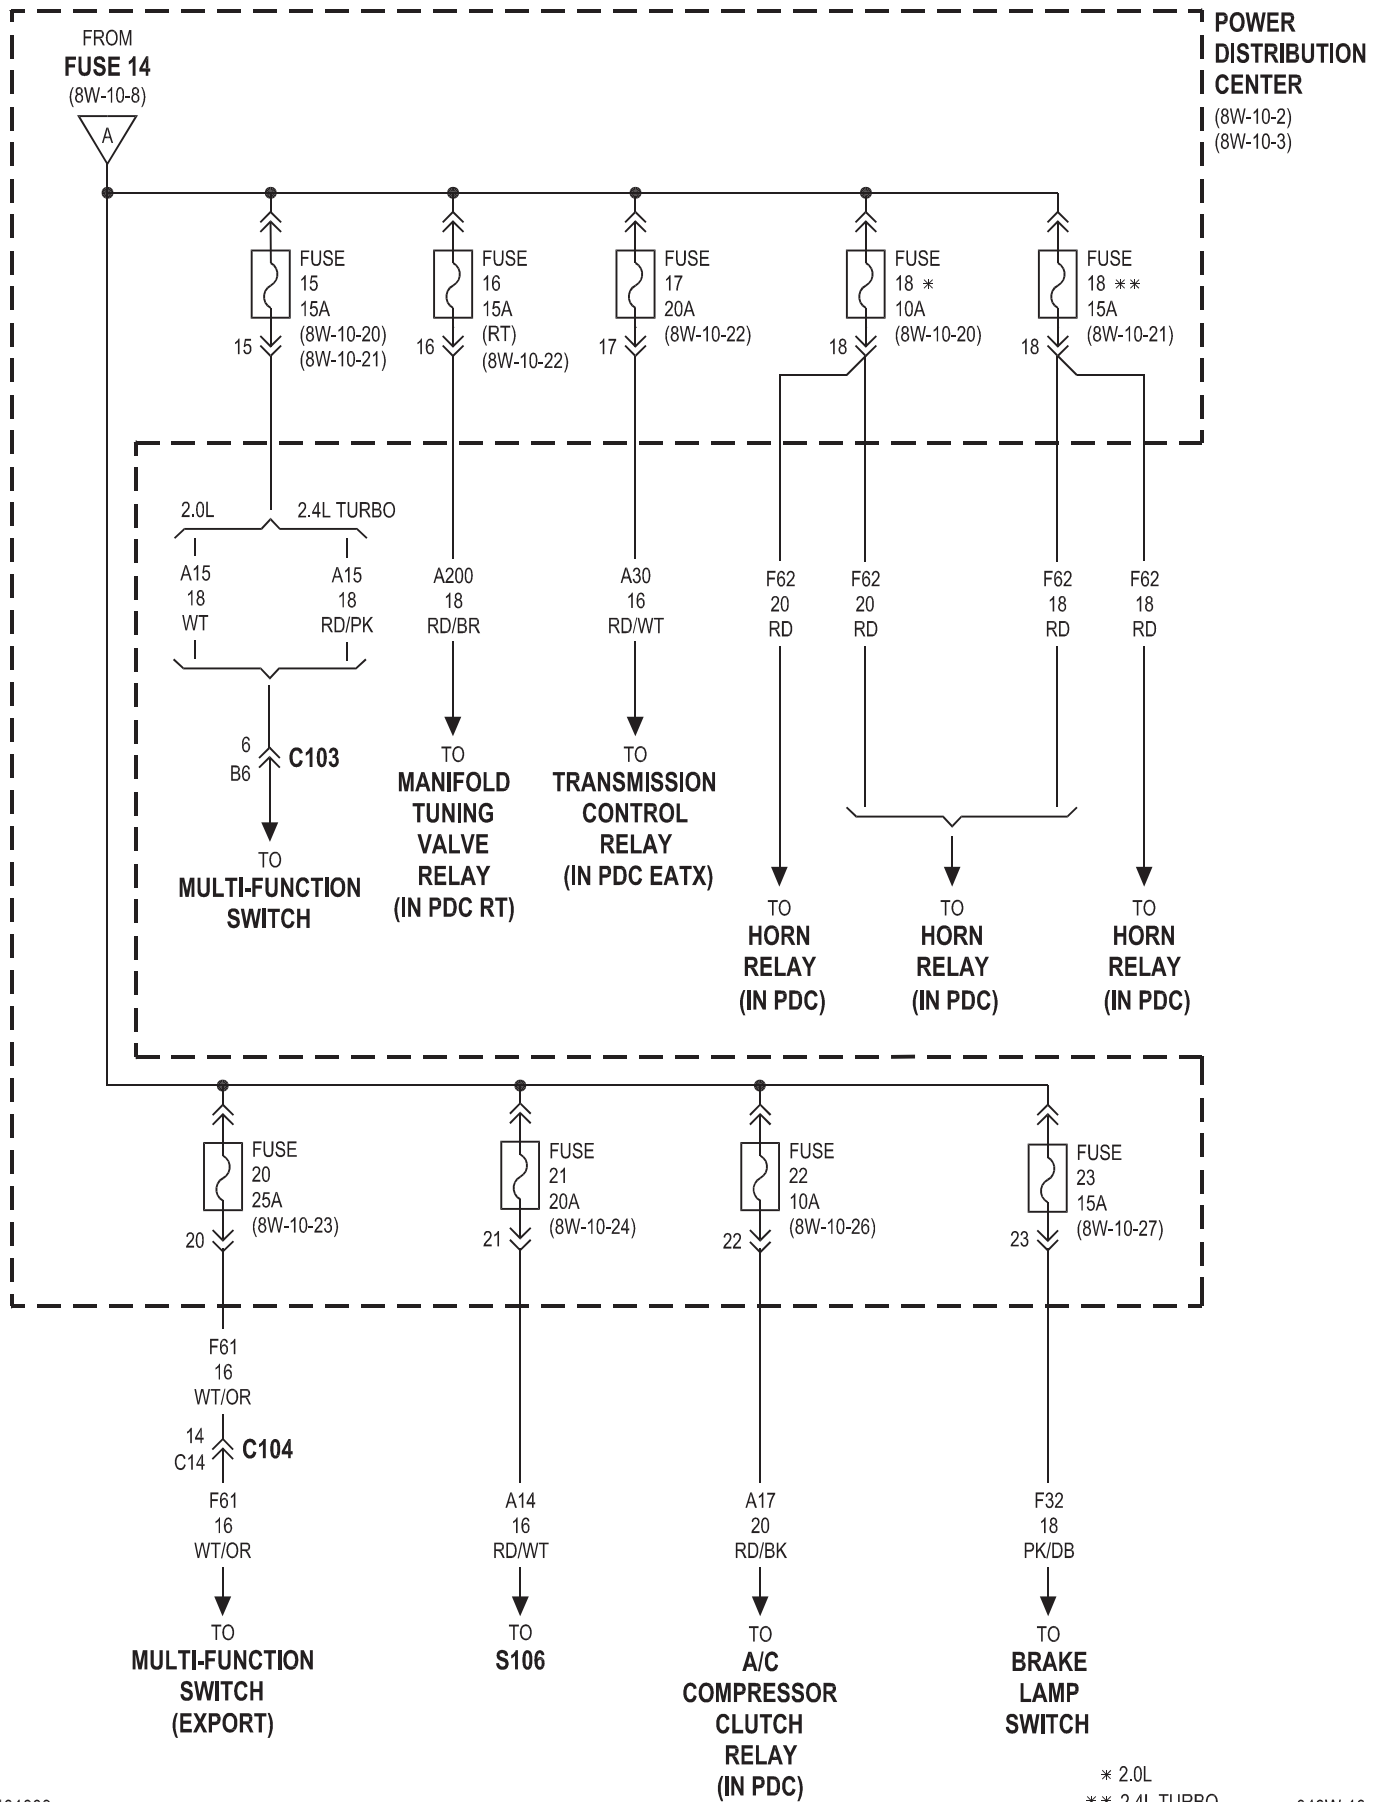 FROM
FUSE 14
(8W-10-8)
A
POWER
DISTRIBUTION
CENTER
(8W-10-2)
(8W-10-3)
FUSE
15
15A
(8W-10-20)
(8W-10-21)
15
FUSE
16
15A
(RT)
(8W-10-22)
16
FUSE
17
20A
(8W-10-22)
17
FUSE
18 *
10A
(8W-10-20)
18
FUSE
18 **
15A
(8W-10-21)
18
2.0L
2.4L TURBO
A15
18
WT
A15
18
RD/PK
A200
18
RD/BR
A30
16
RD/WT
F62
20
RD
F62
20
RD
F62
18
RD
F62
18
RD
6
B6
C103
TO
MULTI-FUNCTION
SWITCH
TO
MANIFOLD
TUNING
VALVE
RELAY
(IN PDC RT)
TO
TRANSMISSION
CONTROL
RELAY
(IN PDC EATX)
TO
HORN
RELAY
(IN PDC)
TO
HORN
RELAY
(IN PDC)
TO
HORN
RELAY
(IN PDC)
FUSE
20
25A
(8W-10-23)
20
FUSE
21
20A
(8W-10-24)
21
FUSE
22
10A
(8W-10-26)
22
FUSE
23
15A
(8W-10-27)
23
F61
16
WT/OR
14
C14
C104
F61
16
WT/OR
A14
16
RD/WT
A17
20
RD/BK
F32
18
PK/DB
TO
MULTI-FUNCTION
SWITCH
(EXPORT)
TO
S106
TO
A/C
COMPRESSOR
CLUTCH
RELAY
(IN PDC)
TO
BRAKE
LAMP
SWITCH
* 2.0L
** 2.4L TURBO